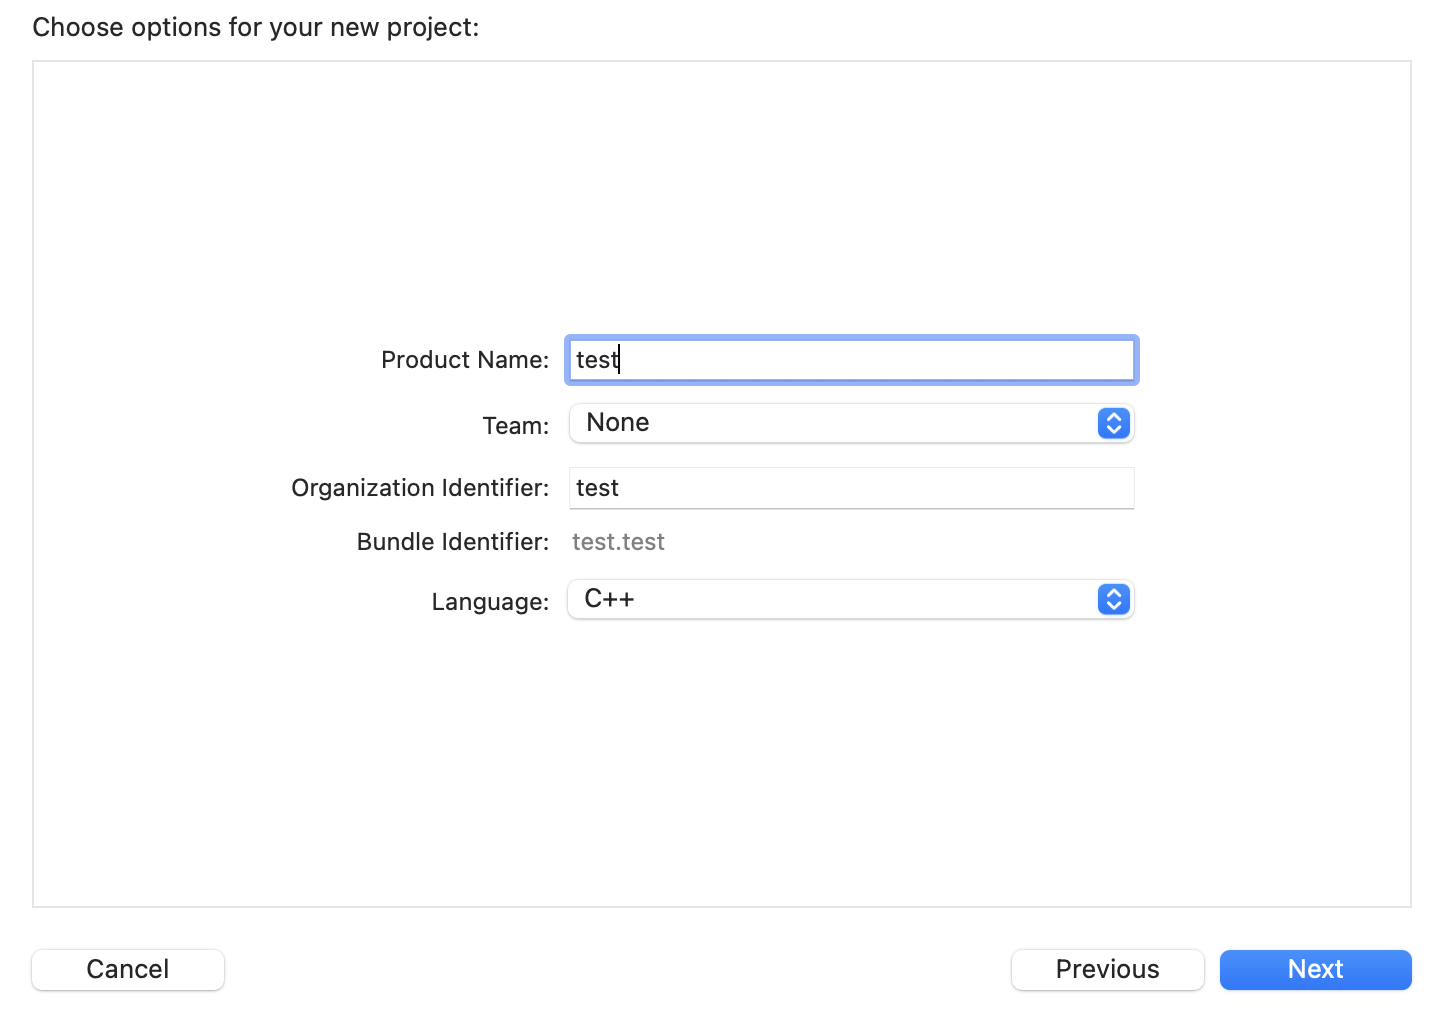 Choose options for your new project:
Product Name: test
Team: None
Organization Identifier: test
Bundle Identifier: test.test
Language: C++
Cancel Previous Next